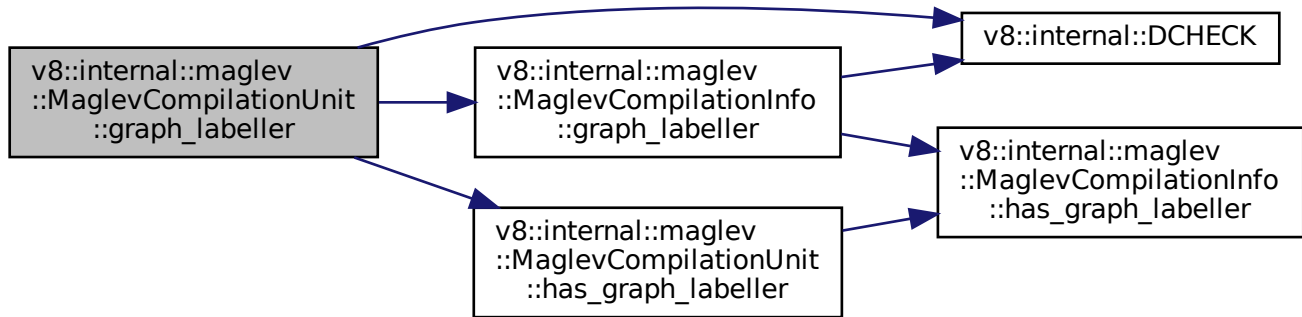 v8::internal::maglev
::MaglevCompilationUnit
::graph_labeller
v8::internal::maglev
::MaglevCompilationInfo
::graph_labeller
v8::internal::DCHECK
v8::internal::maglev
::MaglevCompilationInfo
::has_graph_labeller
v8::internal::maglev
::MaglevCompilationUnit
::has_graph_labeller